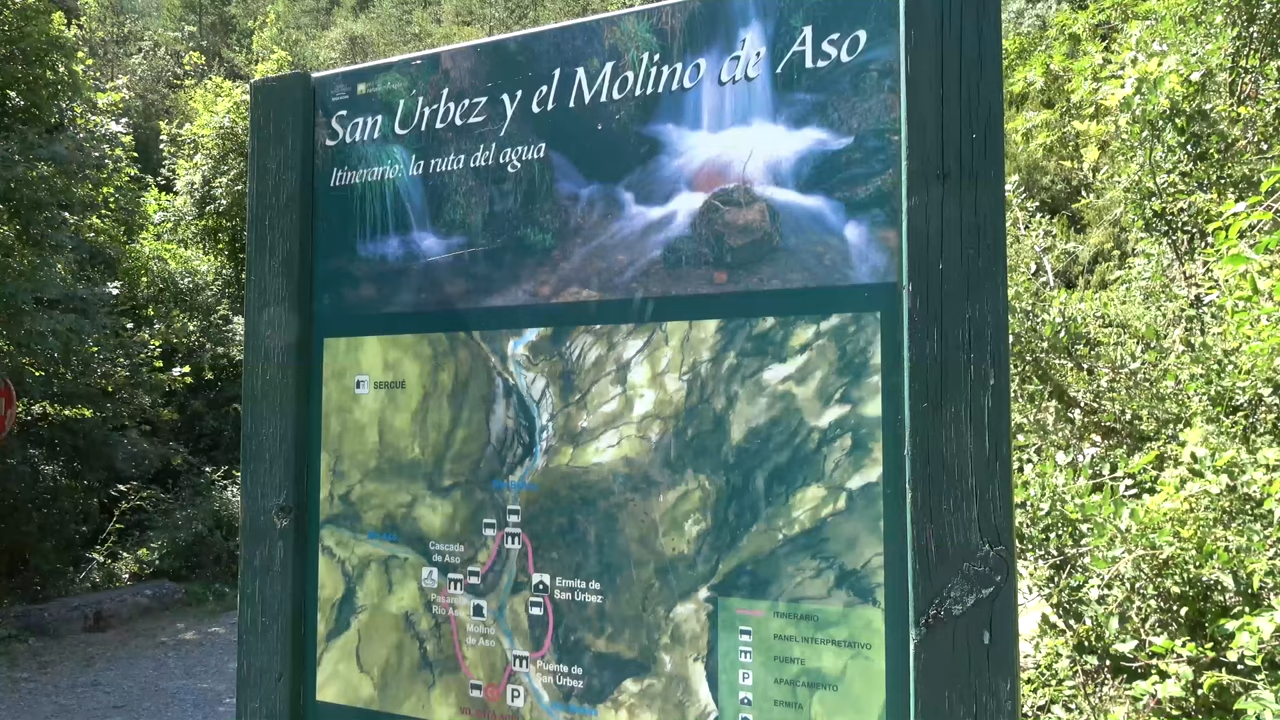 San Úrbez y el Molino de Aso
Itinerario: la ruta del agua
SERCUÉ
Cascada
de Aso
Ermita de
San Úrbez
Pasarela
Río Aso
Molino
de Aso
Puente de
San Úrbez
P
ITINERARIO
PANEL INTERPRETATIVO
PUENTE
P APARCAMIENTO
ERMITA